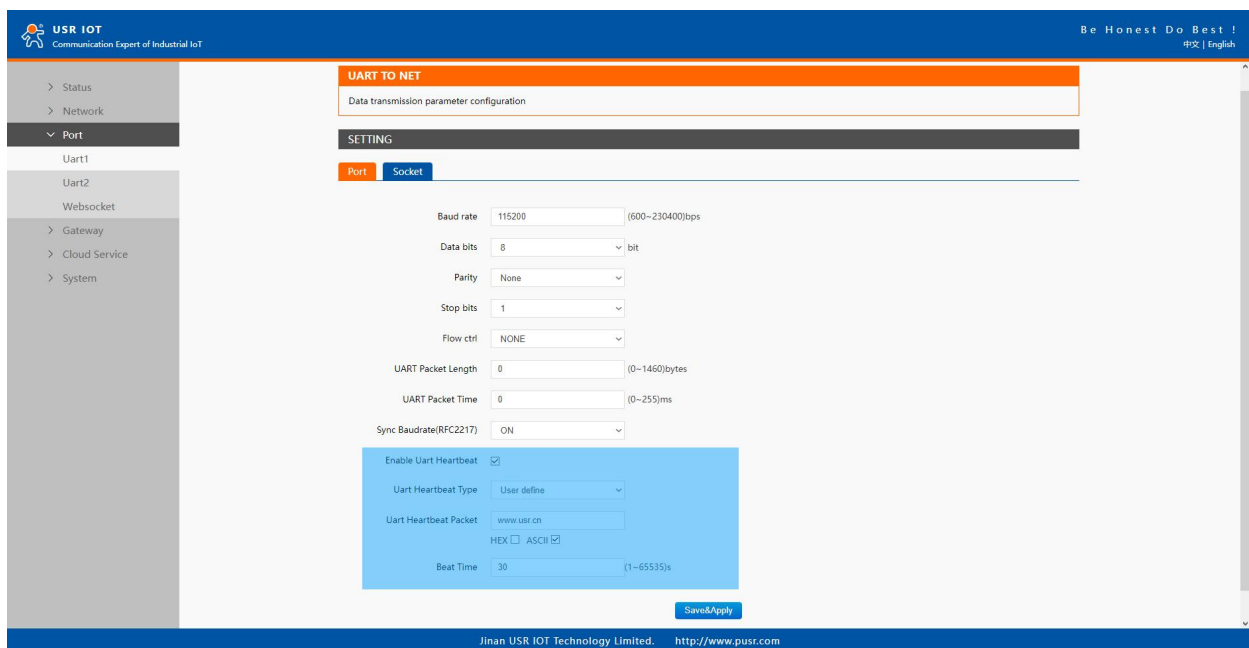 USR IOT
Communication Expert of Industrial IoT
Be Honest Do Best !
中文 | English
Status
Network
Port
Uart1
Uart2
Websocket
Gateway
Cloud Service
System
UART TO NET
Data transmission parameter configuration
SETTING
Port Socket
Baud rate 115200 (600~230400)bps
Data bits 8 bit
Parity None
Stop bits 1
Flow ctrl NONE
UART Packet Length 0 (0~1460)bytes
UART Packet Time 0 (0~255)ms
Sync Baudrate(RFC2217) ON
Enable Uart Heartbeat
Uart Heartbeat Type User define
Uart Heartbeat Packet www.usr.cn
HEX ASCII
Beat Time 30 (1~65535)s
Save&Apply
Jinan USR IOT Technology Limited. http://www.pusr.com